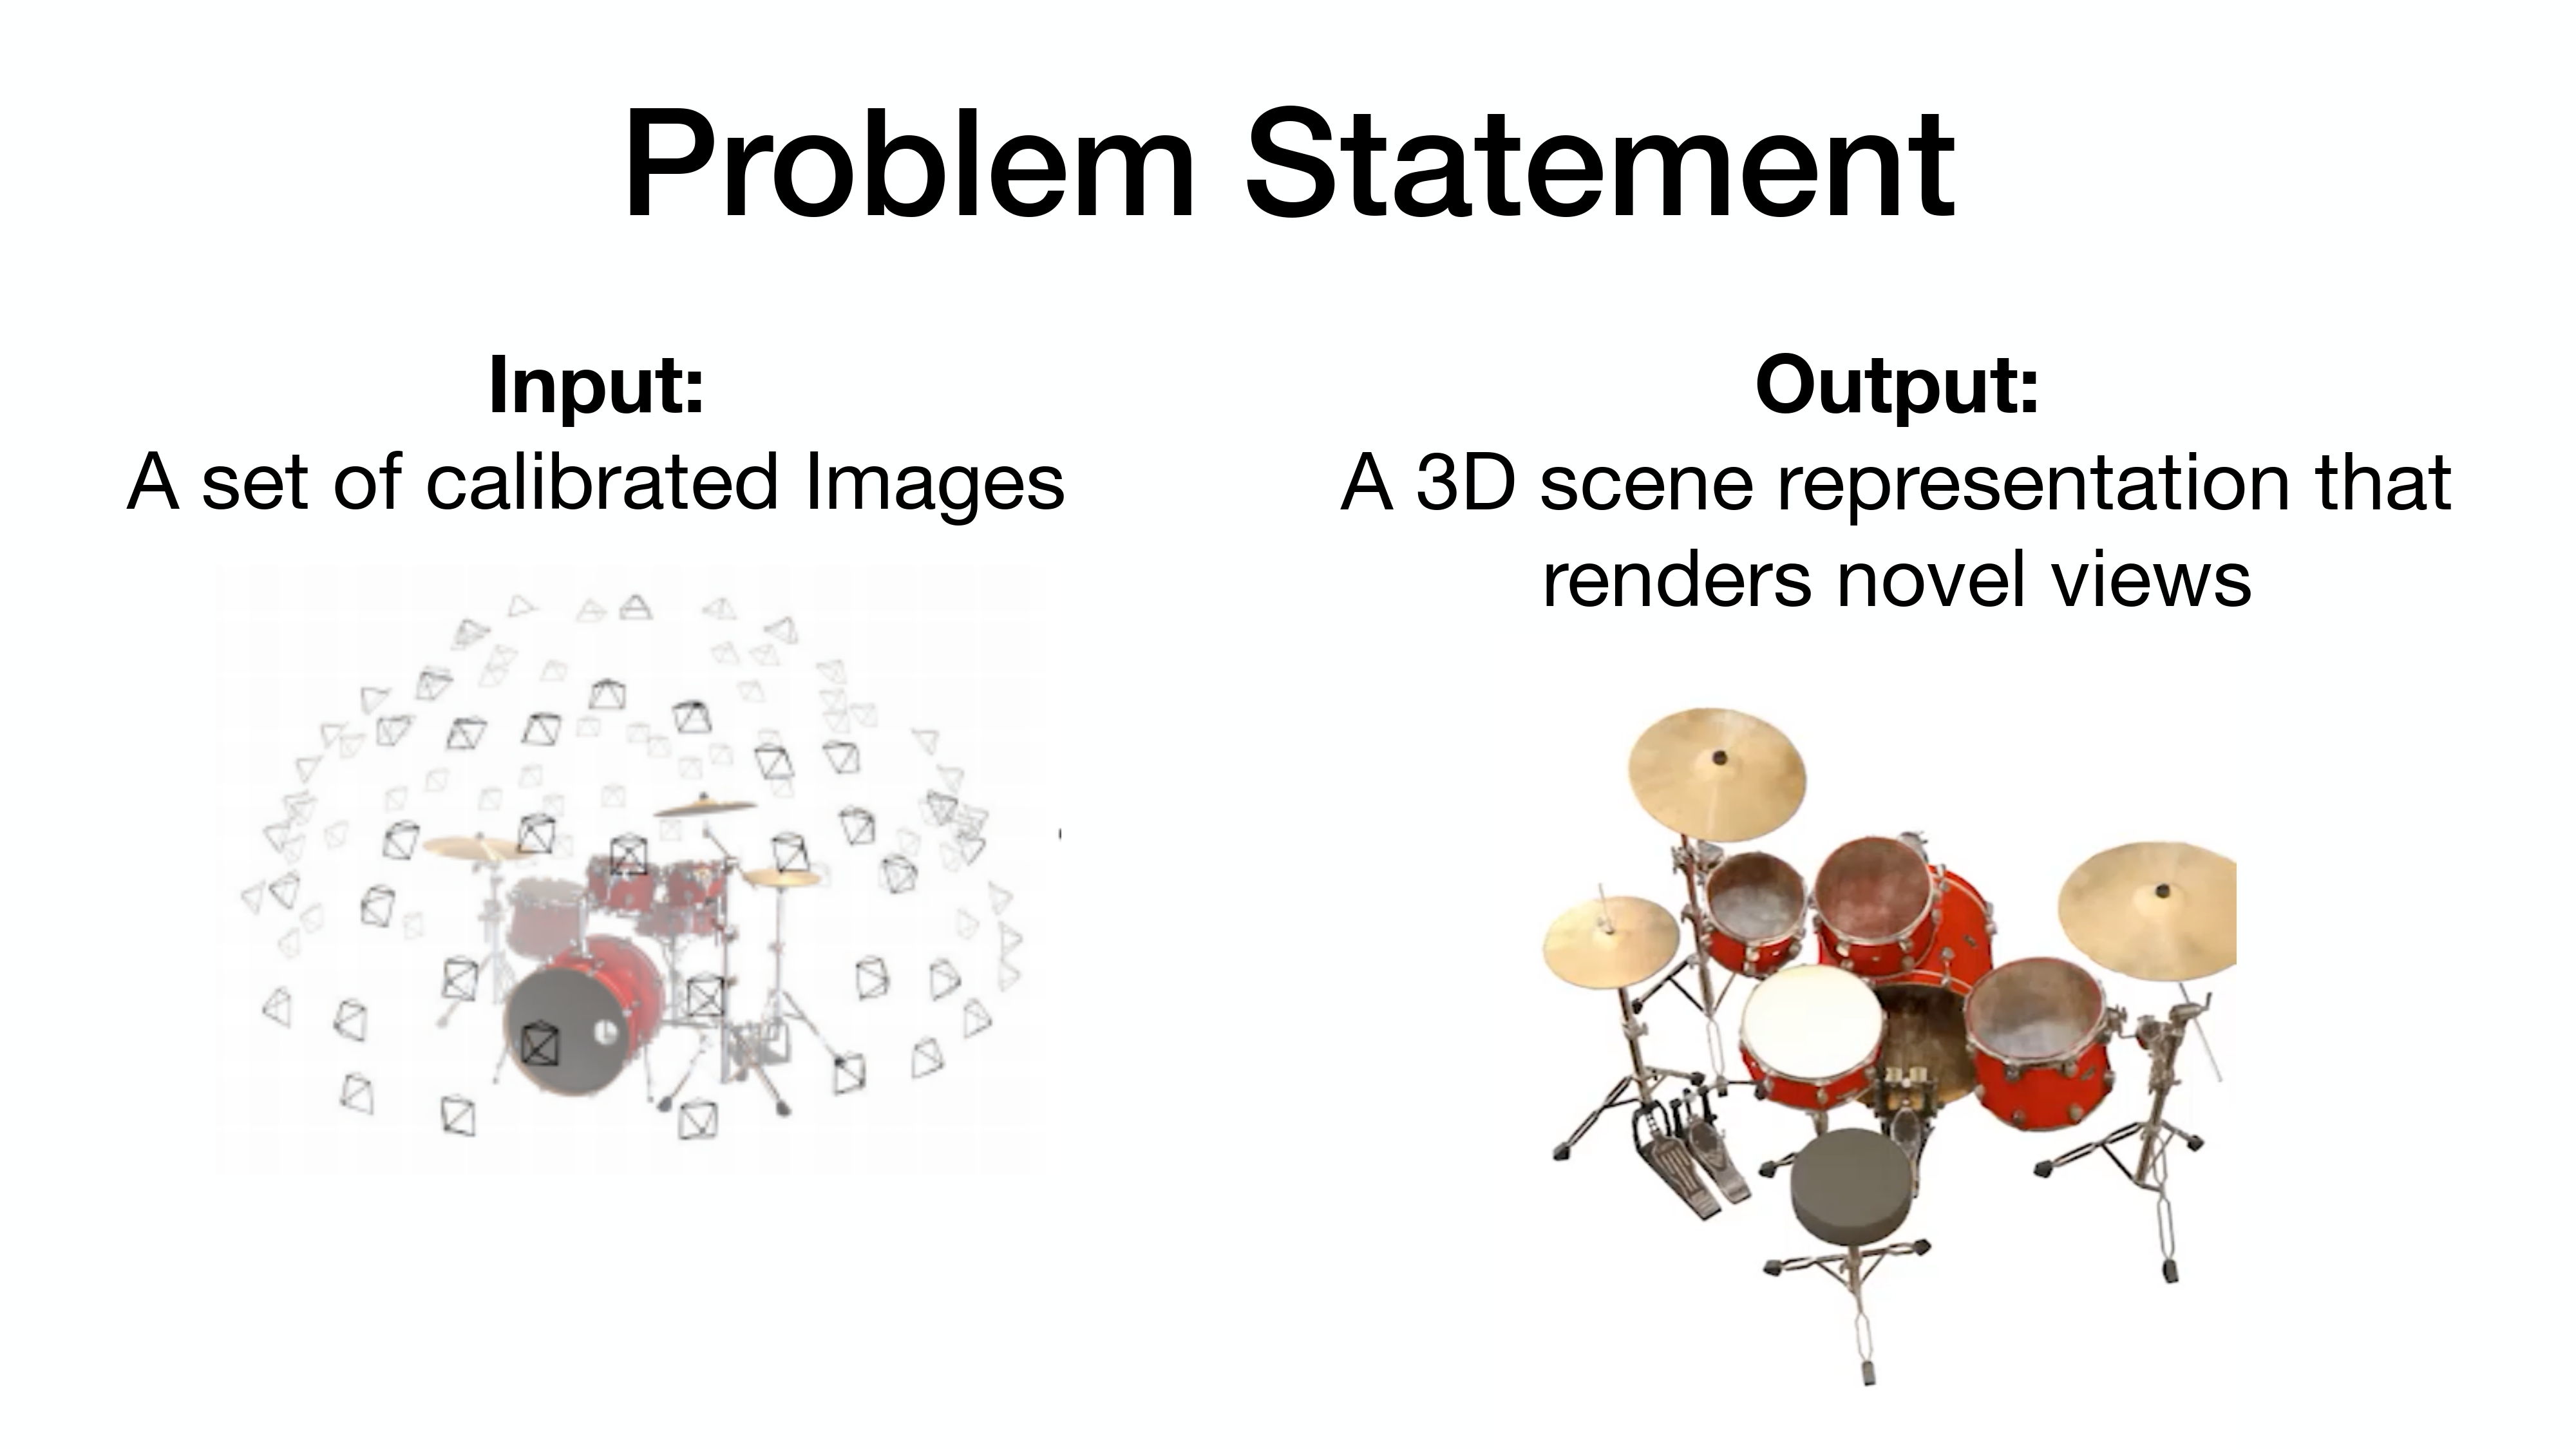 Problem Statement
Input:
A set of calibrated Images
Output:
A 3D scene representation that
renders novel views